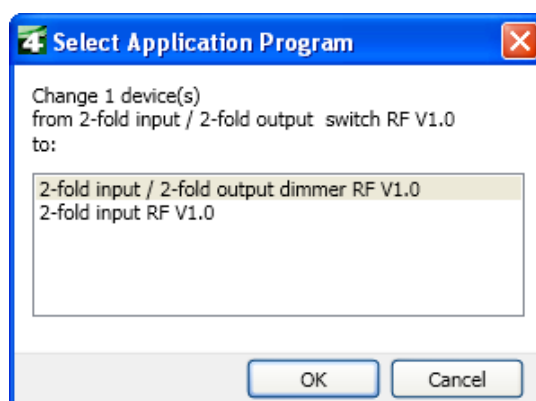 4 Select Application Program
Change 1 device(s)
from 2-fold input / 2-fold output  switch RF V1.0
to:
2-fold input / 2-fold output dimmer RF V1.0
2-fold input RF V1.0
OK Cancel